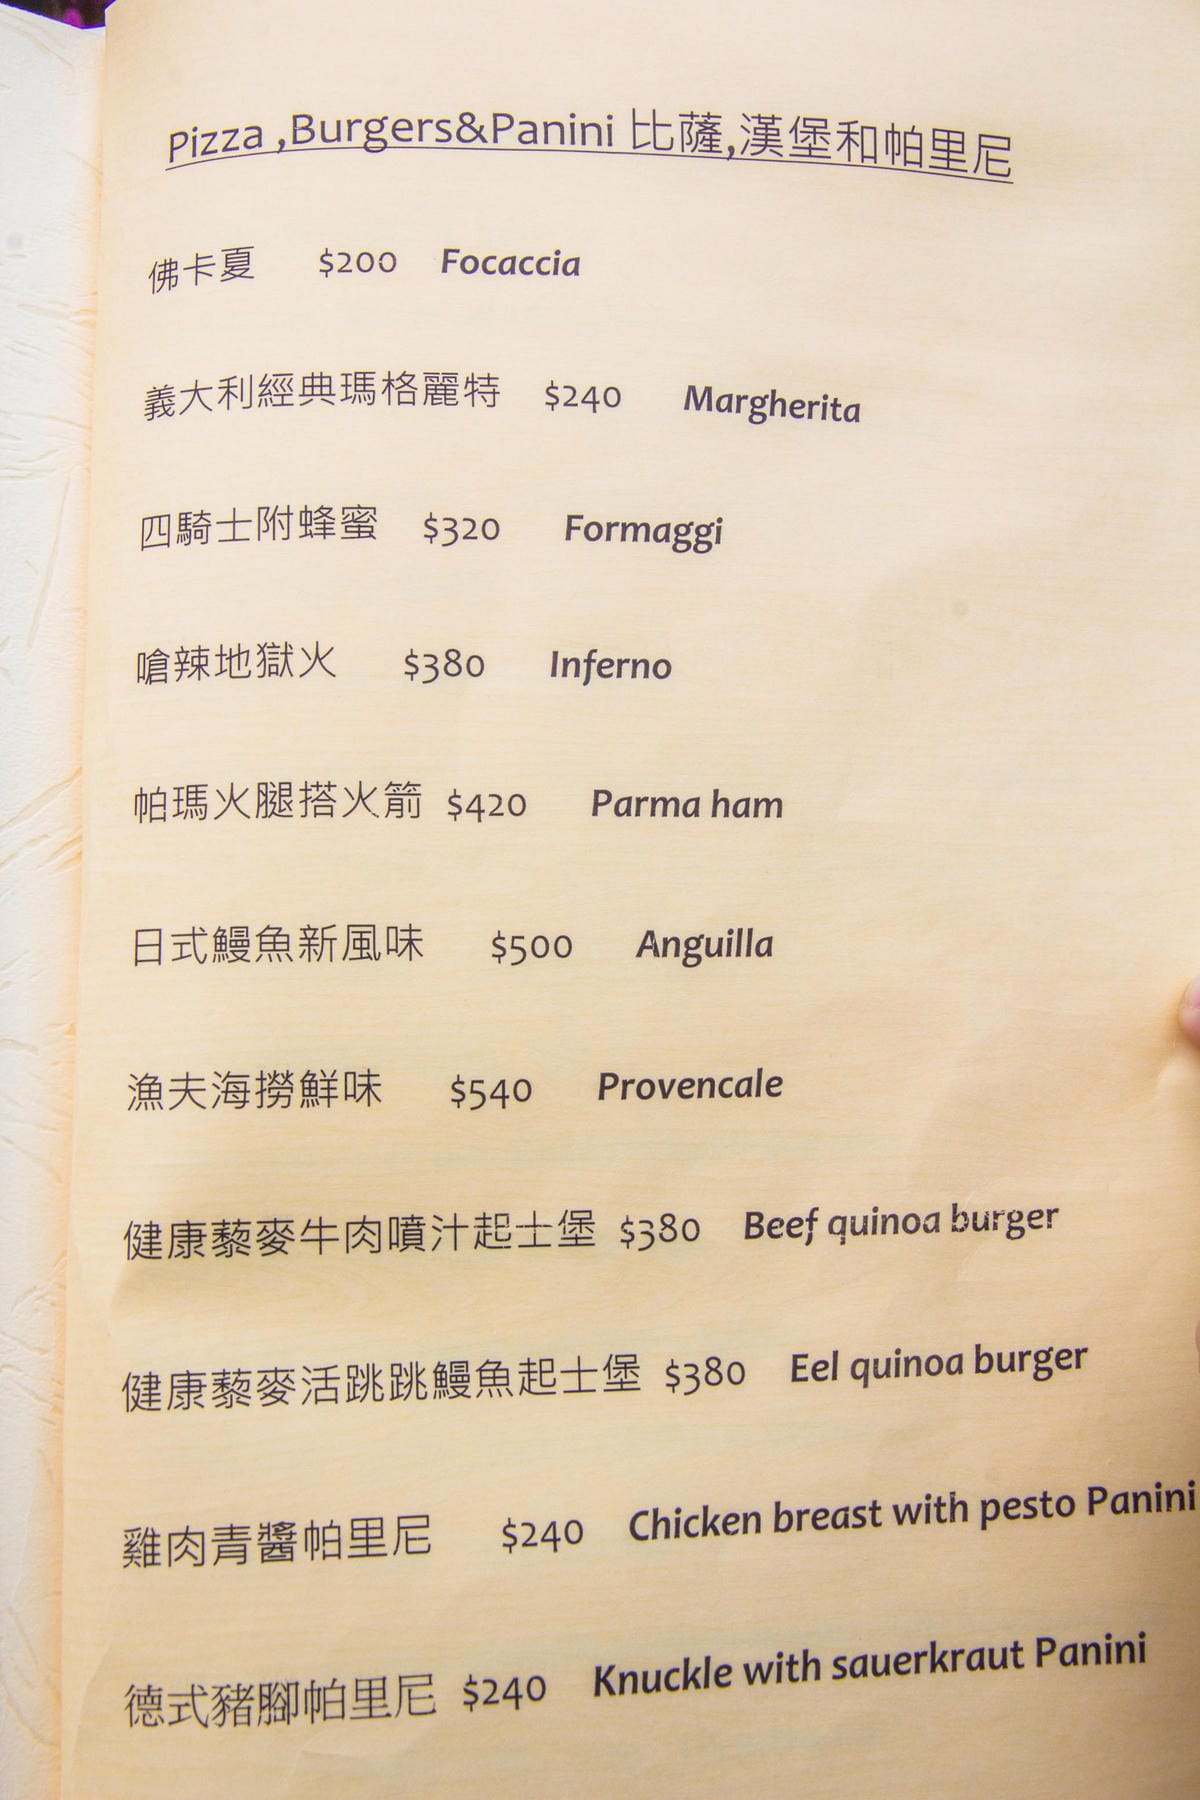 Pizza ,Burgers&Panini 比薩,漢堡和帕里尼
佛卡夏 $200 Focaccia
義大利經典瑪格麗特 $240 Margherita
四騎士附蜂蜜 $320 Formaggi
嗆辣地獄火 $380 Inferno
帕瑪火腿搭火箭 $420 Parma ham
日式鰻魚新風味 $500 Anguilla
漁夫海撈鮮味 $540 Provencale
健康藜麥牛肉噴汁起士堡 $380 Beef quinoa burger
健康藜麥活跳跳鰻魚起士堡 $380 Eel quinoa burger
雞肉青醬帕里尼 $240 Chicken breast with pesto Panini
德式豬腳帕里尼 $240 Knuckle with sauerkraut Panini